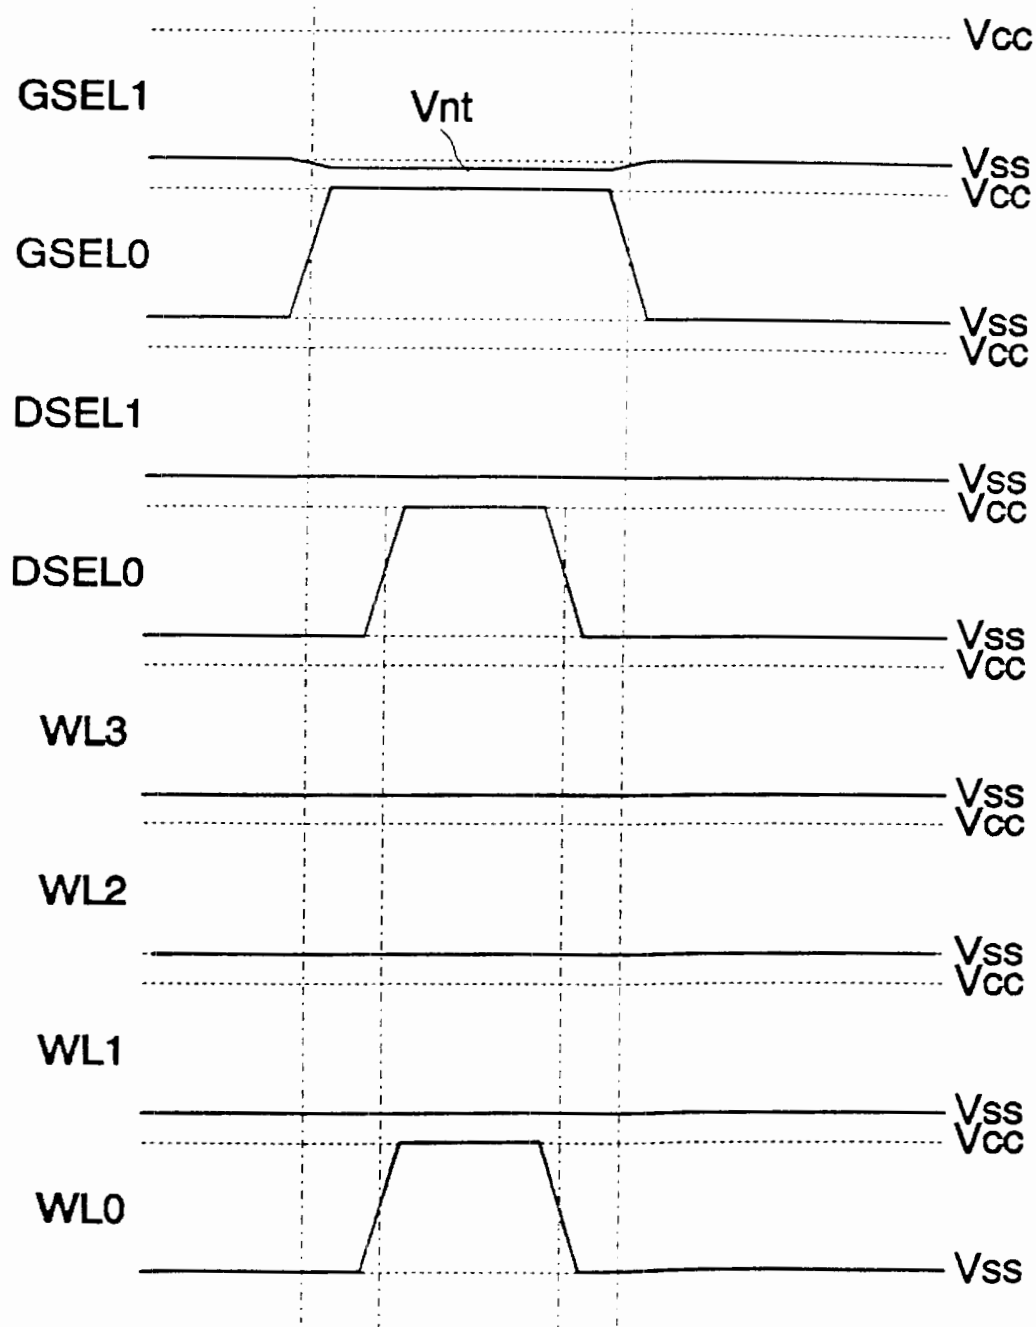 Vcc
GSEL1
Vnt
Vss
Vcc
GSEL0
Vss
Vcc
DSEL1
Vss
Vcc
DSEL0
Vss
Vcc
WL3
Vss
Vcc
WL2
Vss
Vcc
WL1
Vss
Vcc
WL0
Vss